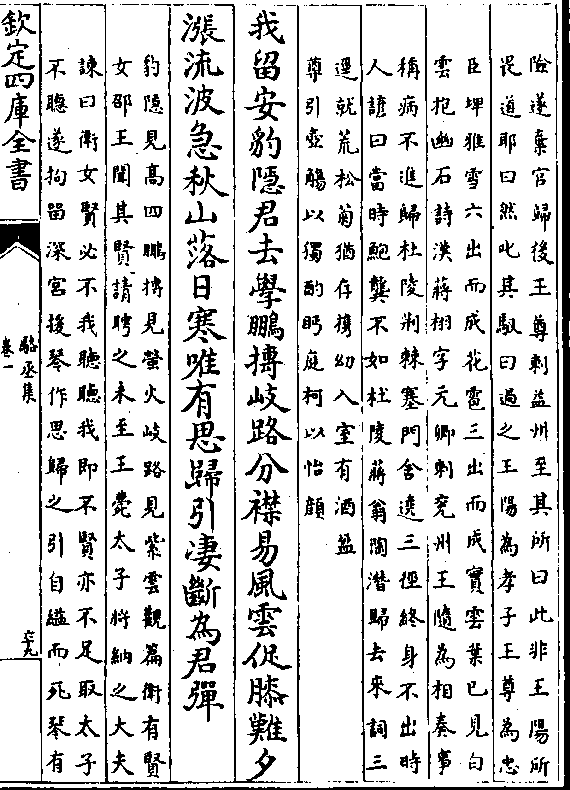 險遂棄官歸後王尊刺益州至其所曰此非王陽所
畏道耶曰然叱其馭曰過之王陽為孝子王尊為忠
臣埤雅雪六出而成花雹三出而成實雲葉已見白
雲抱幽石詩漢蔣栩字元卿刺兖州王隨為相奏事
稱病不進歸杜陵荆棘塞門舍遶三徑終身不出時
人諺曰當時鮑龔不如杜陵蔣翁陶潛歸去來詞三
逕就荒松菊猶存携幼入室有酒盈
尊引壺觴以獨酌眄庭柯以怡顔
我留安豹隱君去學鵬摶岐路分襟易風雲促膝難夕
漲流波急秋山落日寒唯有思歸引凄斷為君彈
豹隠見髙四鵬摶見螢火岐路見紫雲觀篇衛有賢
女邵王聞其賢請聘之未至王薨太子将納之大夫
諫曰衛女賢必不我聽聽我即不賢亦不足取太子
不聽遂拘留深宮援琴作思歸之引自縊而死琴有
欽定四庫全書
駱丞集
卷一